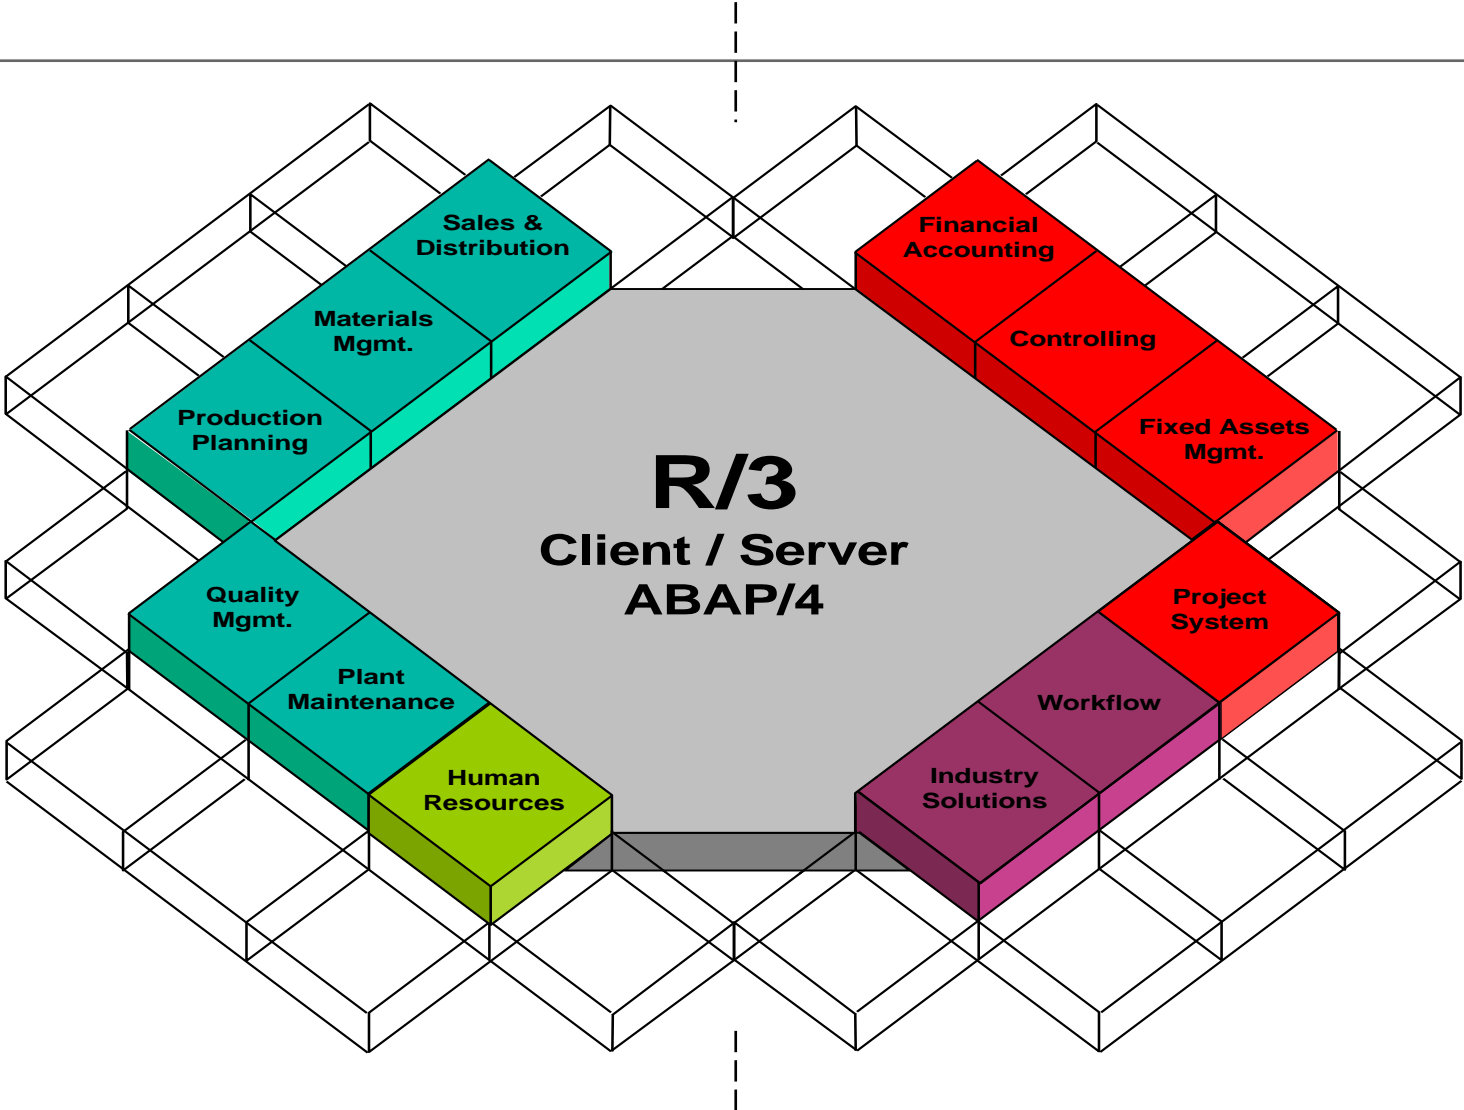 Sales &
Distribution
Materials
Mgmt.
Production
Planning
Quality
Mgmt.
Plant
Maintenance
Human
Resources
R/3
Client / Server
ABAP/4
Financial
Accounting
Controlling
Fixed Assets
Mgmt.
Project
System
Workflow
Industry
Solutions